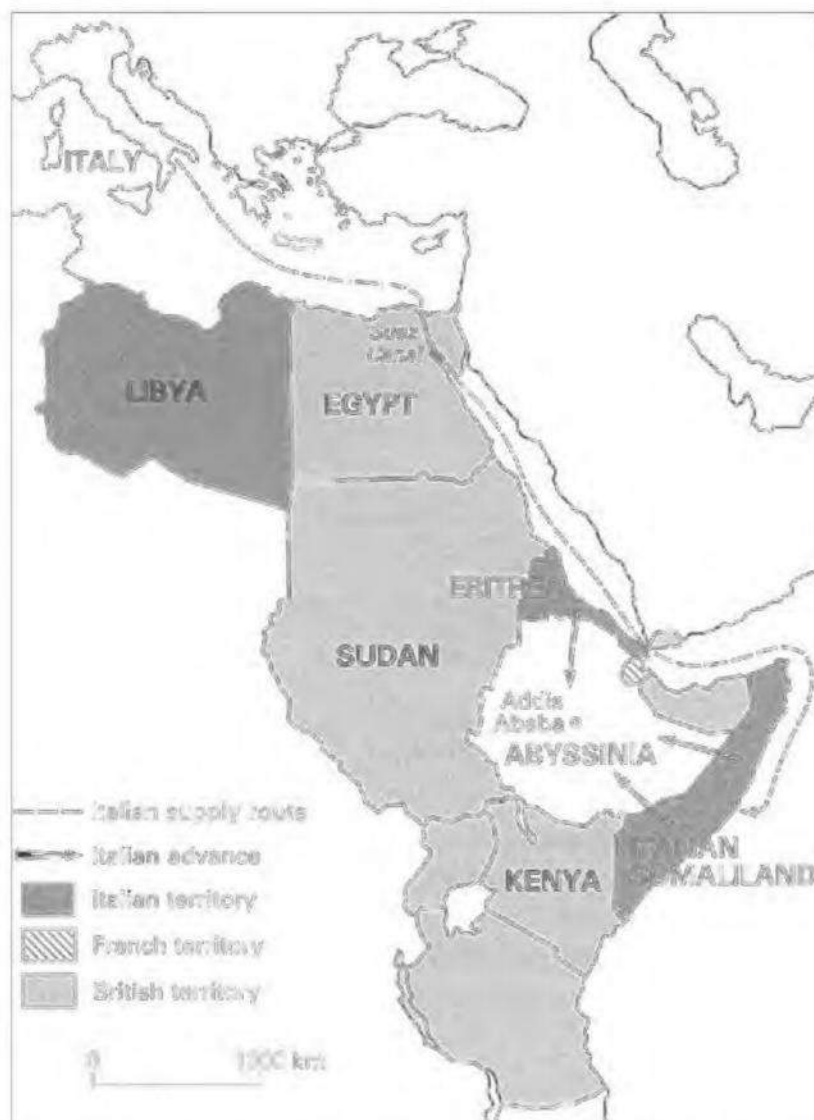 ITALY
Suez
Canal
LIBYA
EGYPT
ERITREA
SUDAN
Addis
Ababa
ABYSSINIA
Italian supply route
Italian advance
ITALIAN
KENYA
SOMALILAND
Italian territory
French territory
British territory
0 1000 km